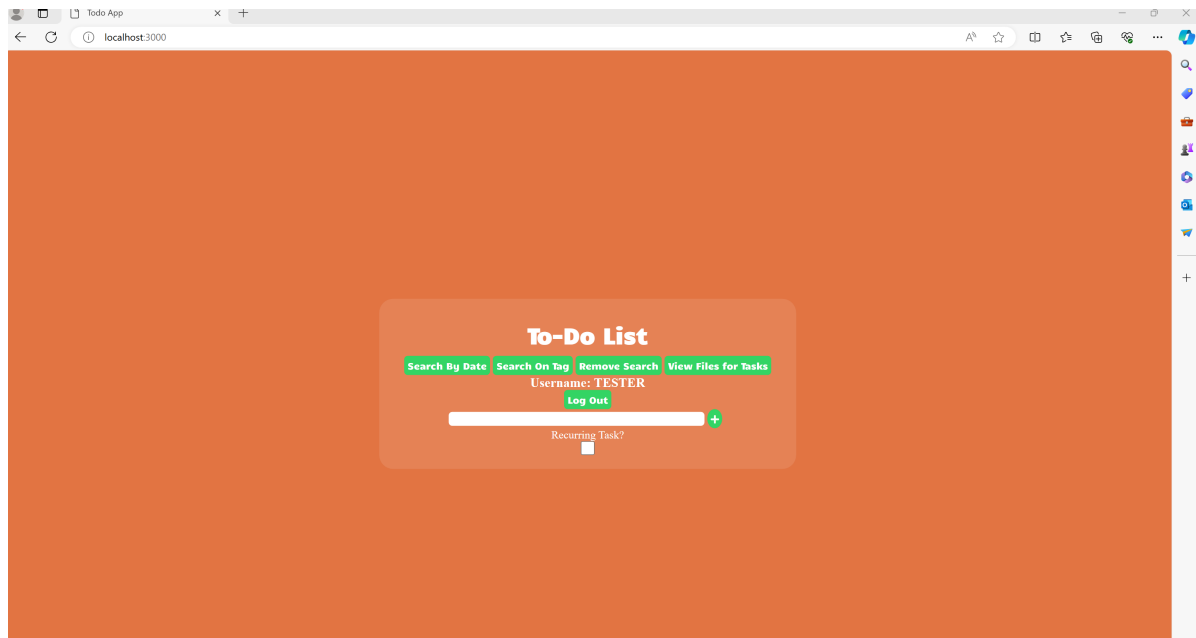 Todo App
localhost:3000
To-Do List
Search By Date Search On Tag Remove Search View Files for Tasks
Username: TESTER
Log Out
+
Recurring Task?